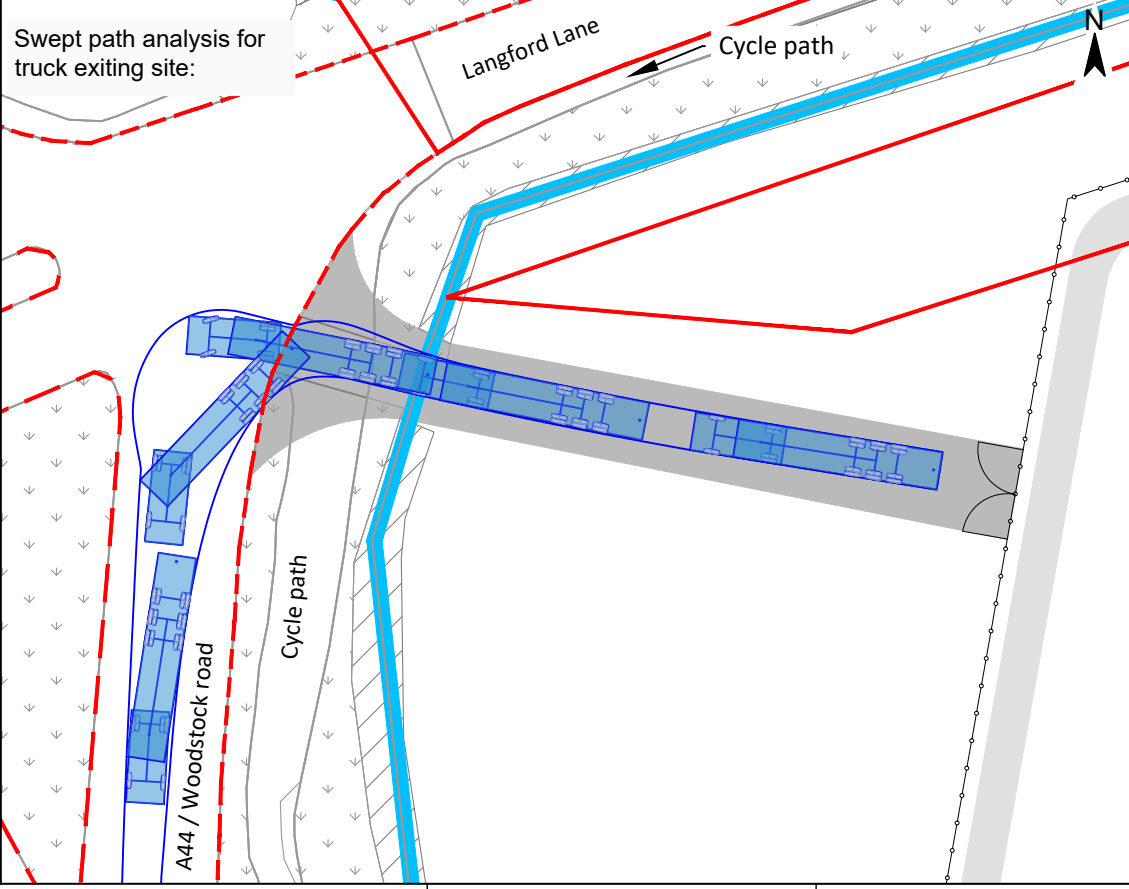 Swept path analysis for
truck exiting site:
Langford Lane
Cycle path
N
Cycle path
A44 / Woodstock road